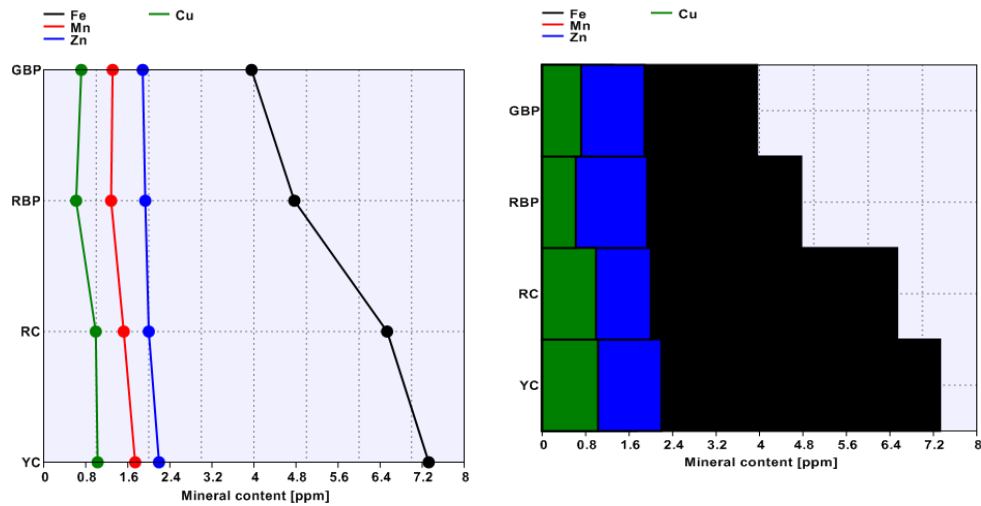 Fe Cu
Mn
Zn
GBP
RBP
RC
YC
0 0.8 1.6 2.4 3.2 4 4.8 5.6 6.4 7.2 8
Mineral content [ppm]
Fe Cu
Zn
GBP
RBP
RC
YC
0 0.8 1.6 2.4 3.2 4 4.8 5.6 6.4 7.2 8
Mineral content [ppm]